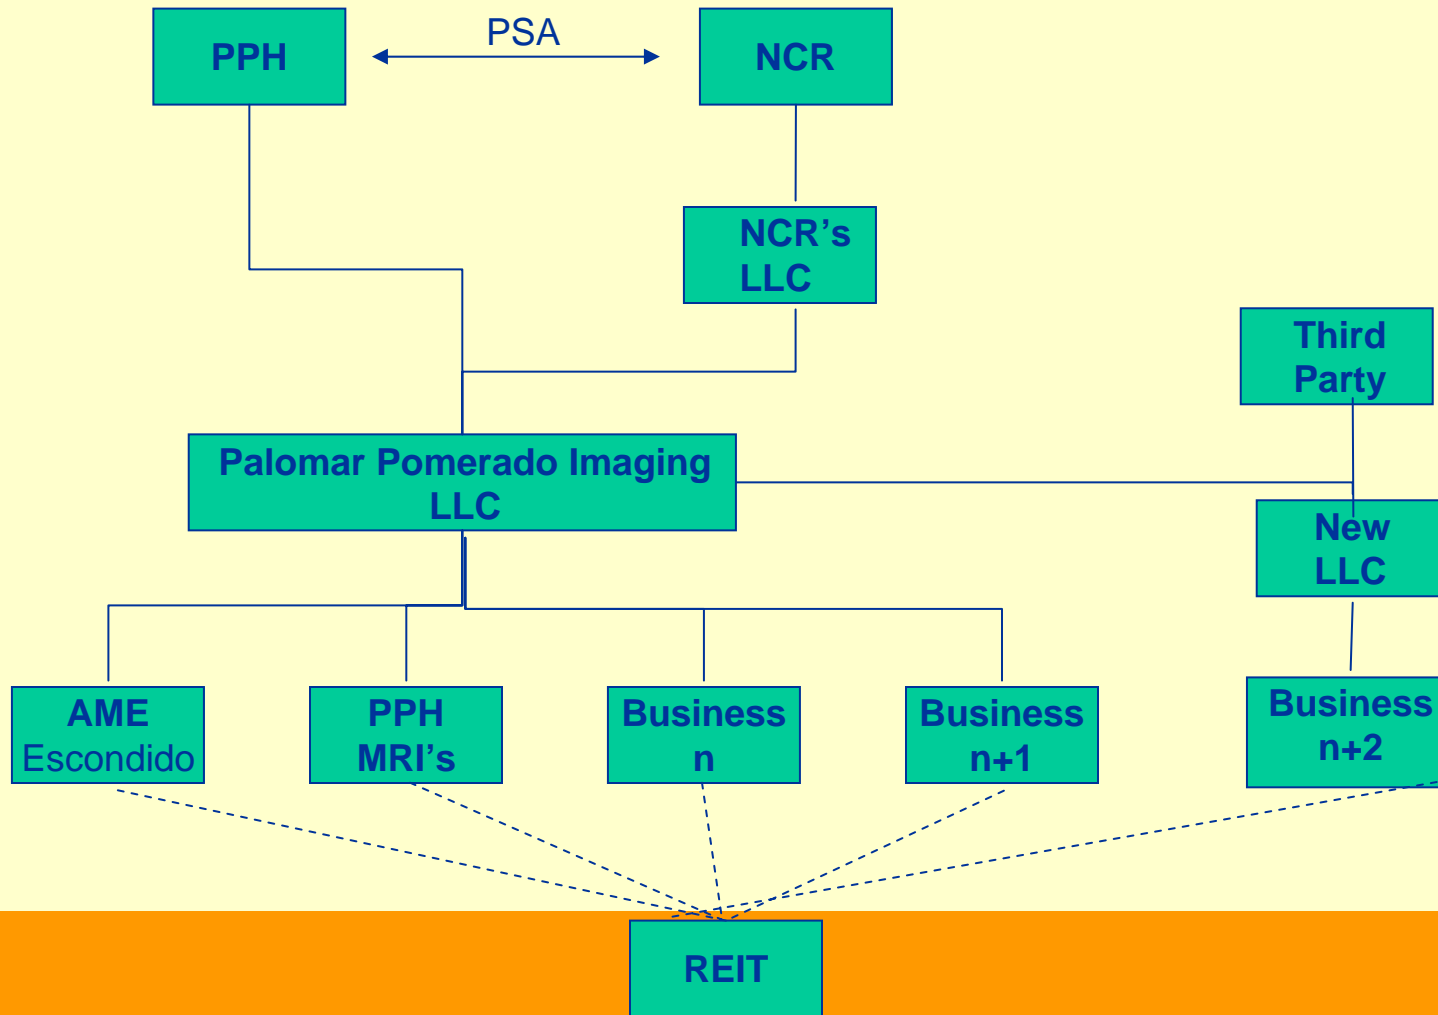 PPH
PSA
NCR
NCR’s
LLC
Third
Party
Palomar Pomerado Imaging
LLC
New
LLC
AME
Escondido
PPH
MRI’s
Business
n
Business
n+1
Business
n+2
REIT